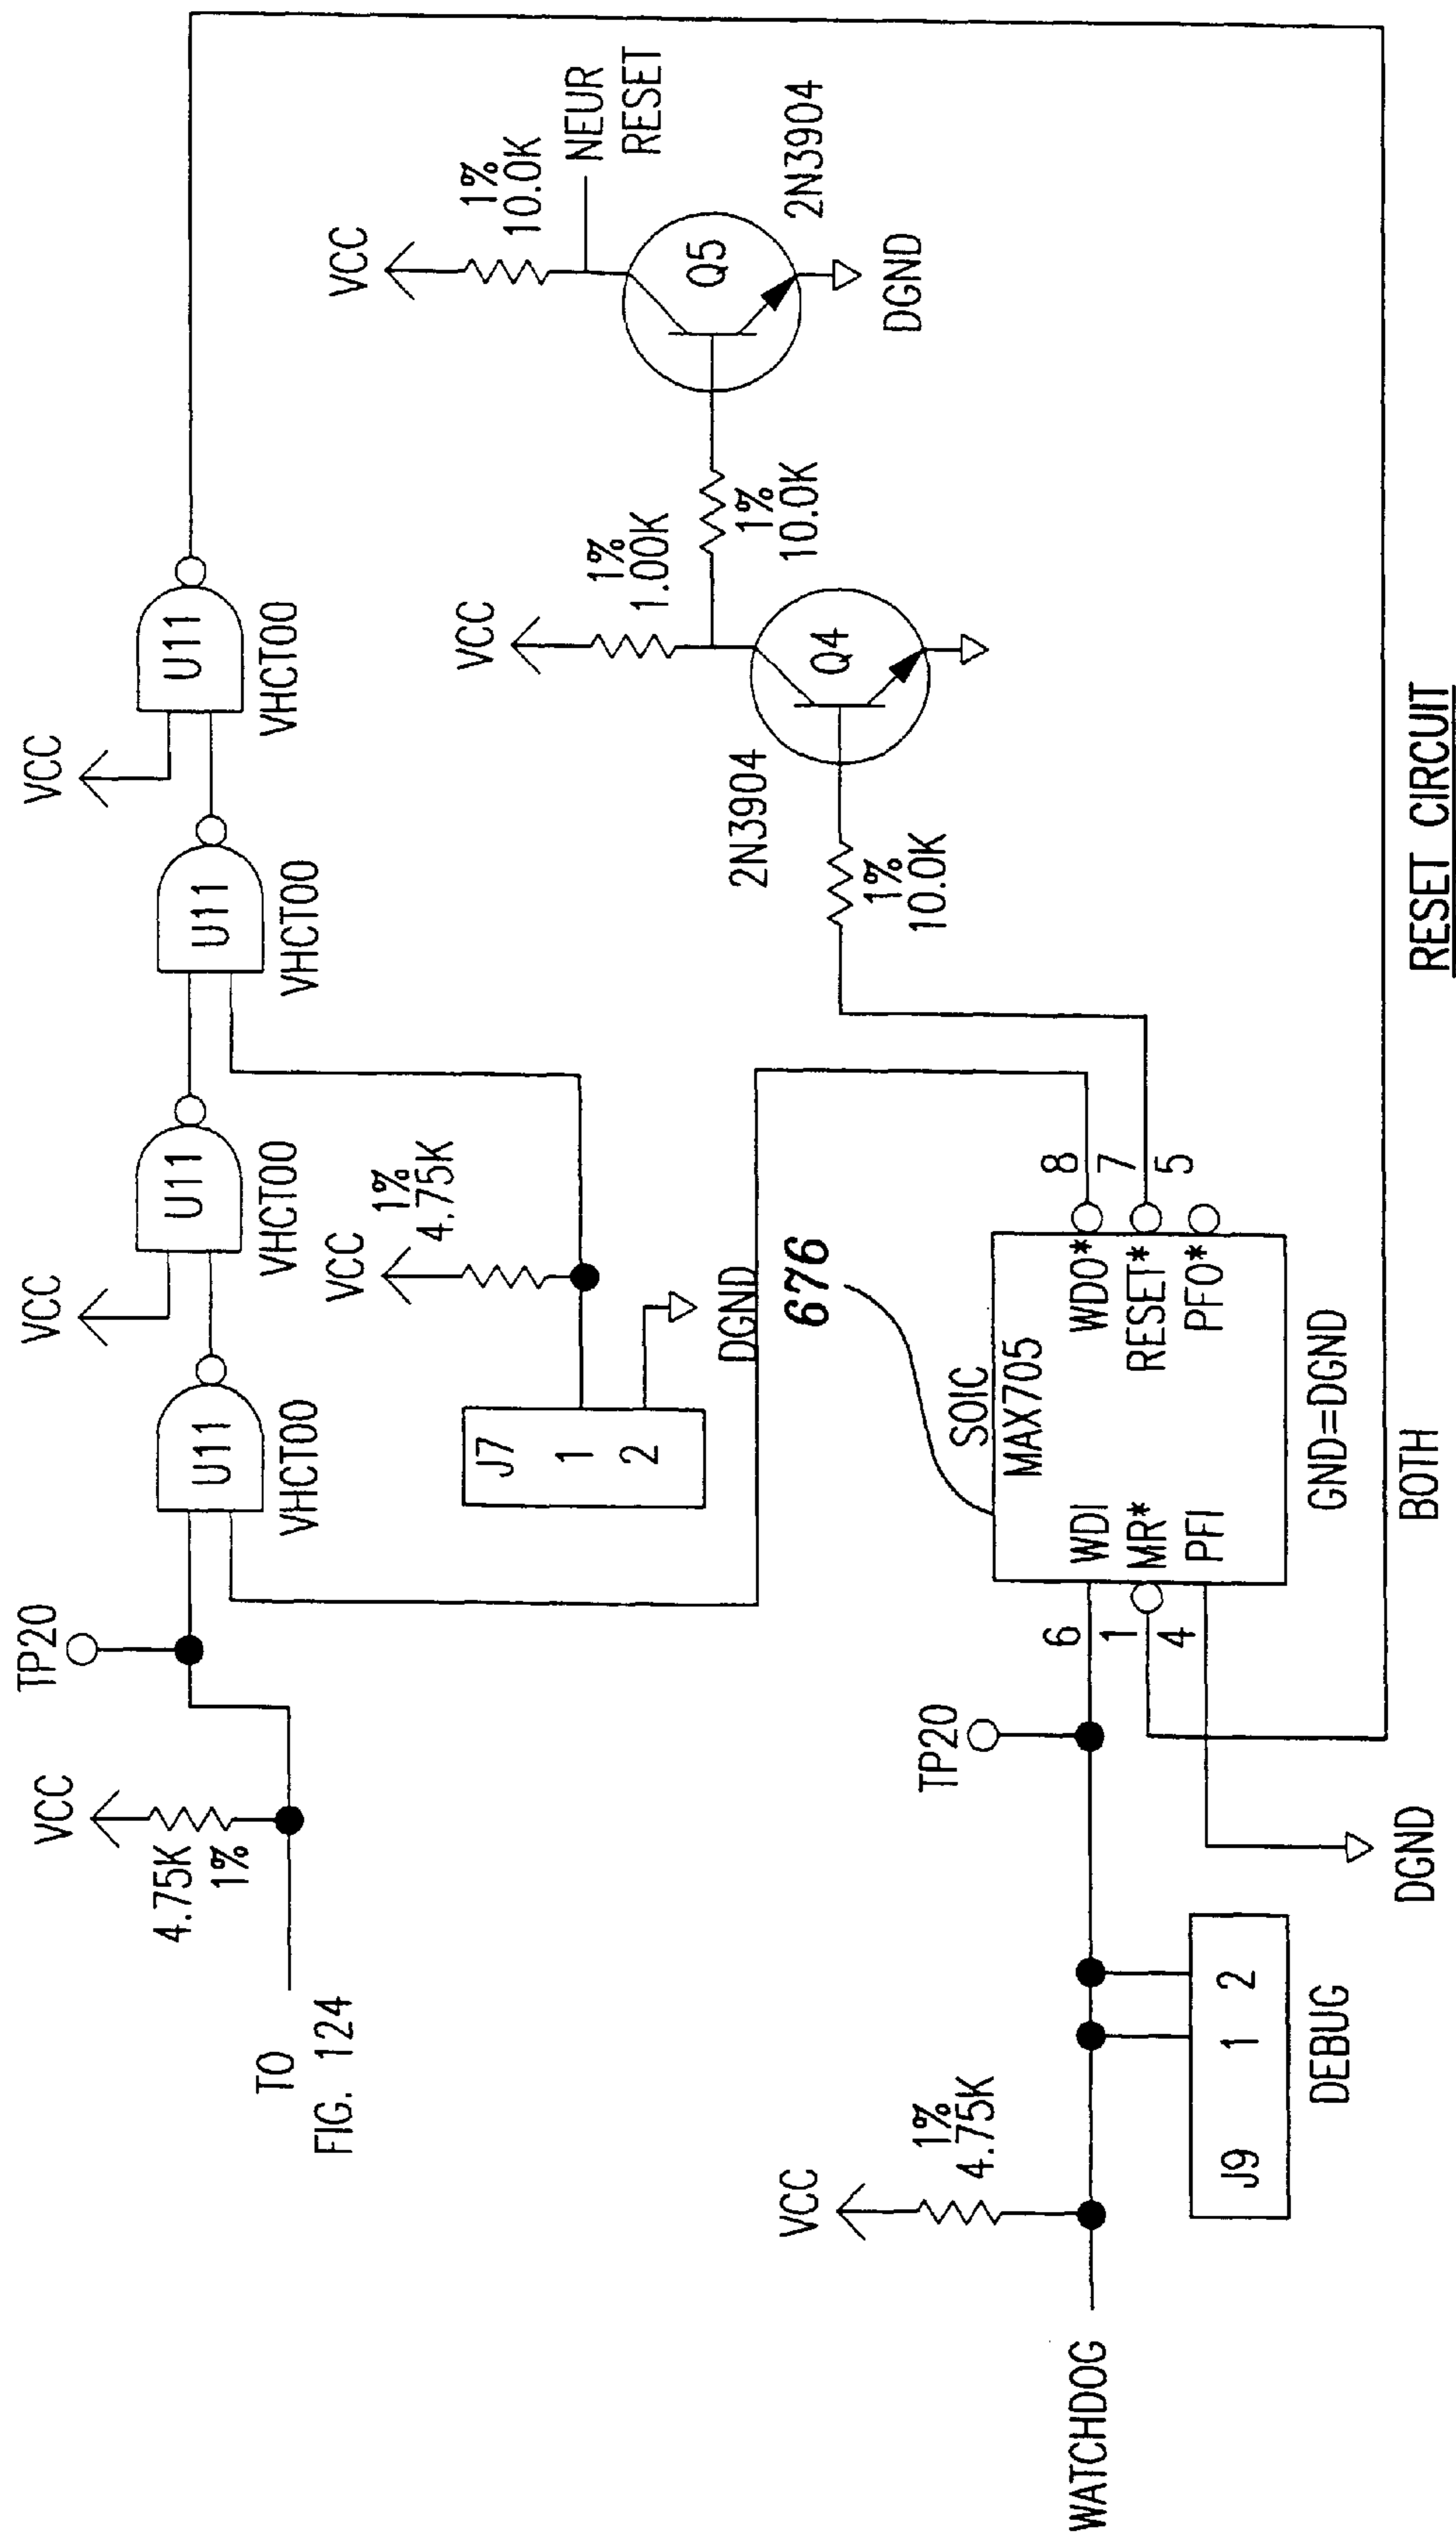 TO
FIG. 124
VCC
4.75K
1%
TP20
U11
VHCT00
VCC
U11
VHCT00
U11
VHCT00
VCC
U11
VHCT00
J7
1
2
VCC
1%
4.75K
DGND
WATCHDOG
VCC
1%
4.75K
J9
1
2
DEBUG
TP20
6
1
4
DGND
WDI
MR*
PFI
SOIC
MAX705
676
WDO*
RESET*
PFO*
8
7
5
GND=DGND
BOTH
1%
10.0K
2N3904
Q4
VCC
1%
1.00K
1%
10.0K
VCC
1%
10.0K
NEUR
RESET
Q5
2N3904
DGND
RESET CIRCUIT